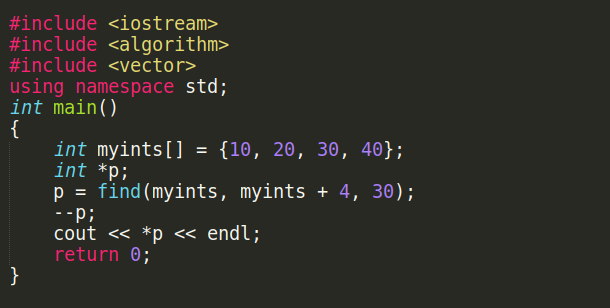 #include <iostream>
#include <algorithm>
#include <vector>
using namespace std;
int main()
{
    int myints[] = {10, 20, 30, 40};
    int *p;
    p = find(myints, myints + 4, 30);
    --p;
    cout << *p << endl;
    return 0;
}